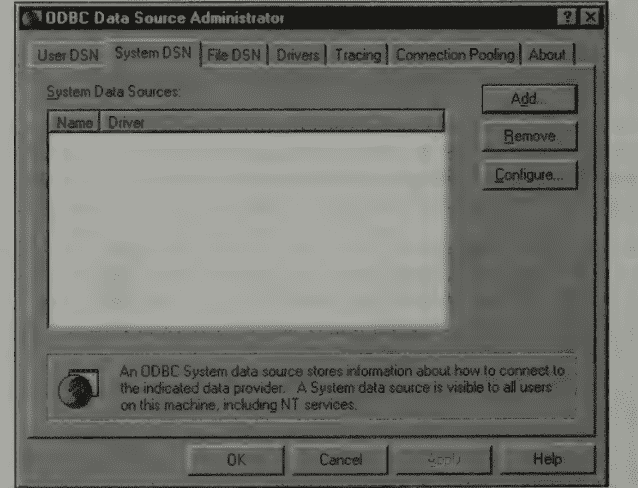 ODBC Data Source Administrator
User DSN System DSN File DSN Drivers Tracing Connection Pooling About
System Data Sources:
Add...
Name Driver
Remove
Configure...
An ODBC System data source stores information about how to connect to
the indicated data provider. A System data source is visible to all users
on this machine, including NT services.
OK Cancel Apply Help